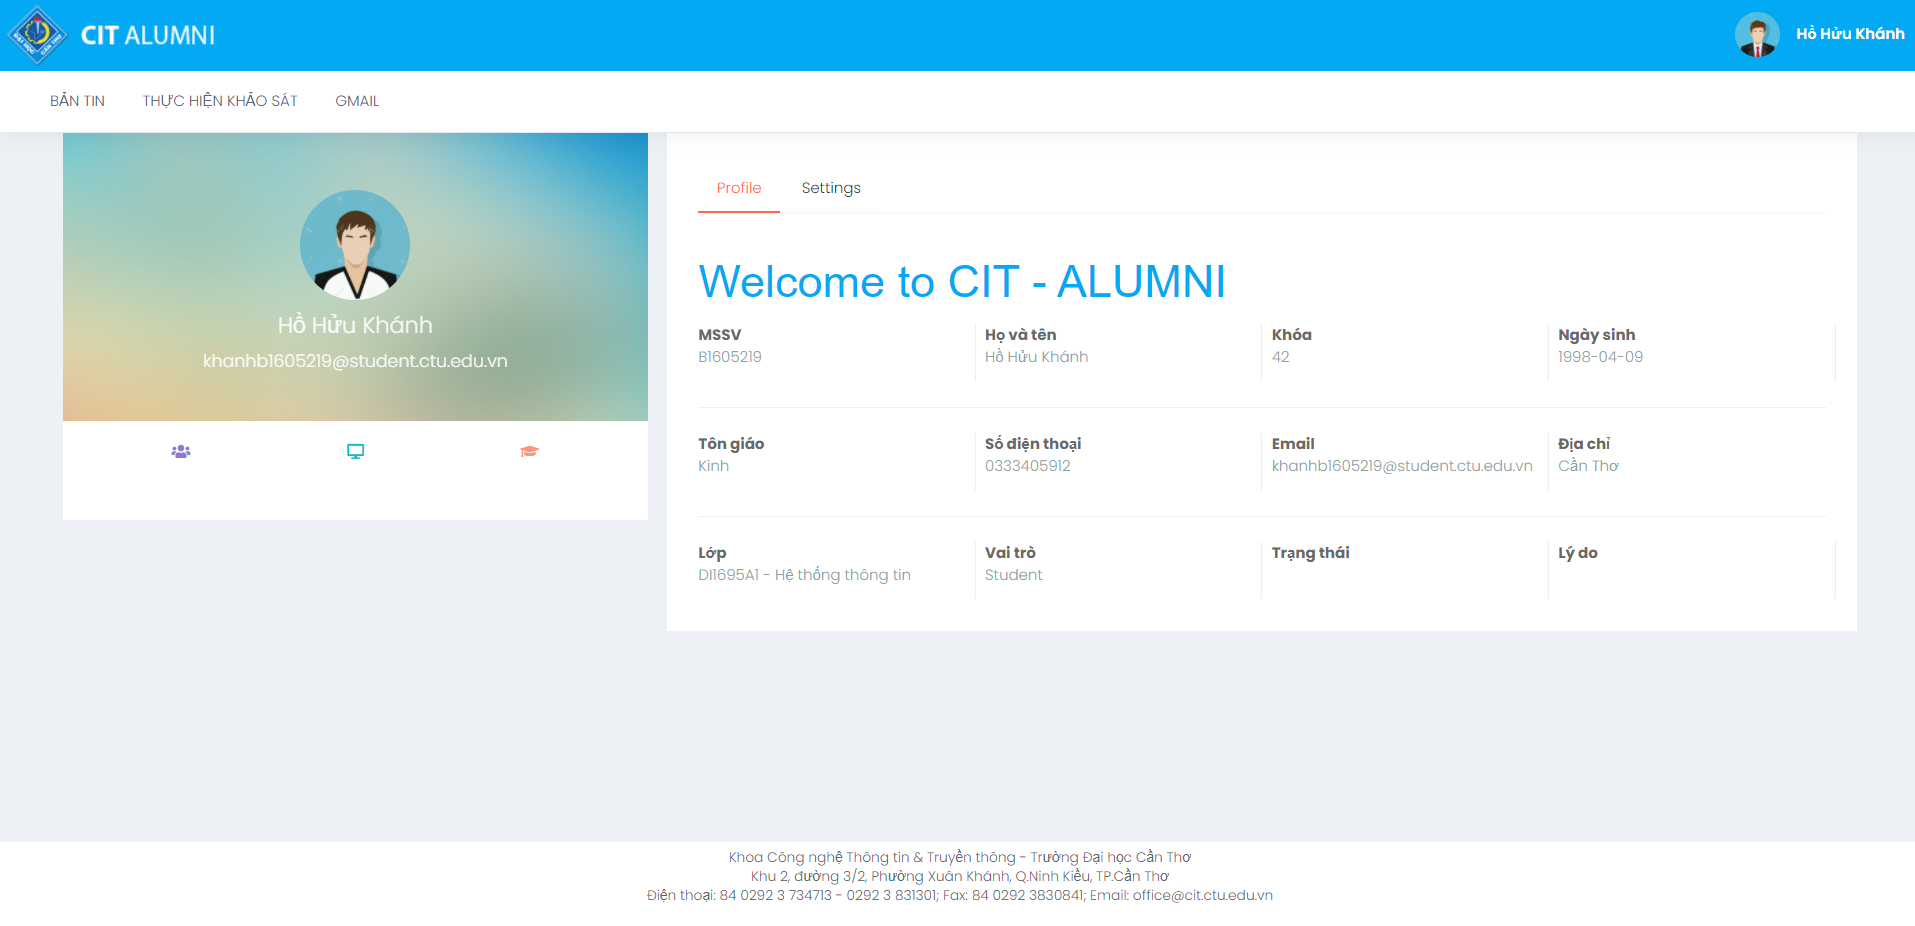 CIT ALUMNI
Hồ Hửu Khánh
BẢN TIN THỰC HIỆN KHẢO SÁT GMAIL
Hồ Hửu Khánh
khanhb1605219@student.ctu.edu.vn
Profile Settings
Welcome to CIT - ALUMNI
MSSV Họ và tên Khóa Ngày sinh
B1605219 Hồ Hửu Khánh 42 1998-04-09
Tôn giáo Số điện thoại Email Địa chỉ
Kinh 0333405912 khanhb1605219@student.ctu.edu.vn Cần Thơ
Lớp Vai trò Trạng thái Lý do
DI1695A1 - Hệ thống thông tin Student
Khoa Công nghệ Thông tin & Truyền thông - Trường Đại học Cần Thơ
Khu 2, đường 3/2, Phường Xuân Khánh, Q.Ninh Kiều, TP.Cần Thơ
Điện thoại: 84 0292 3 734713 - 0292 3 831301; Fax: 84 0292 3830841; Email: office@cit.ctu.edu.vn